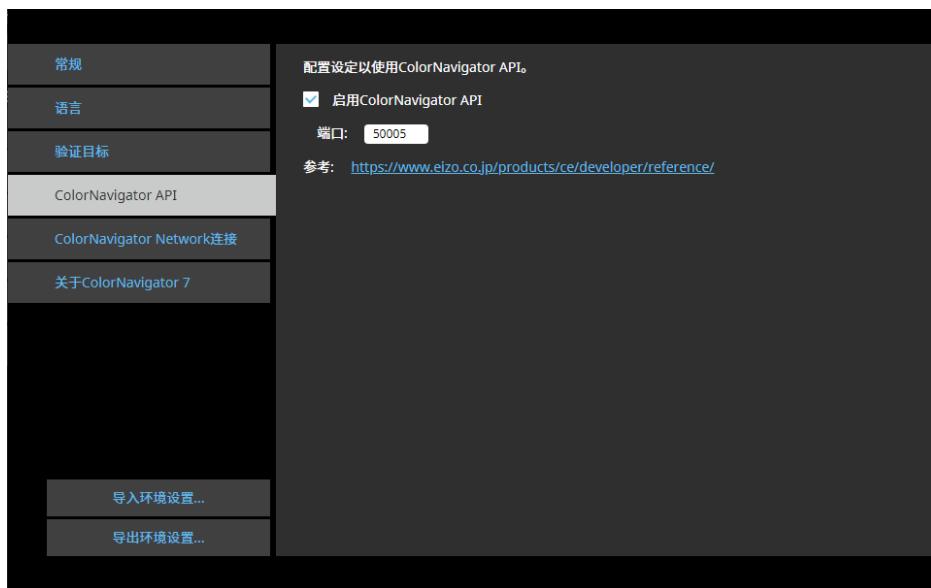 常规
语言
验证目标
ColorNavigator API
ColorNavigator Network连接
关于ColorNavigator 7
导入环境设置...
导出环境设置...
配置设定以使用ColorNavigator API。
启用ColorNavigator API
端口: 50005
参考: https://www.eizo.co.jp/products/ce/developer/reference/